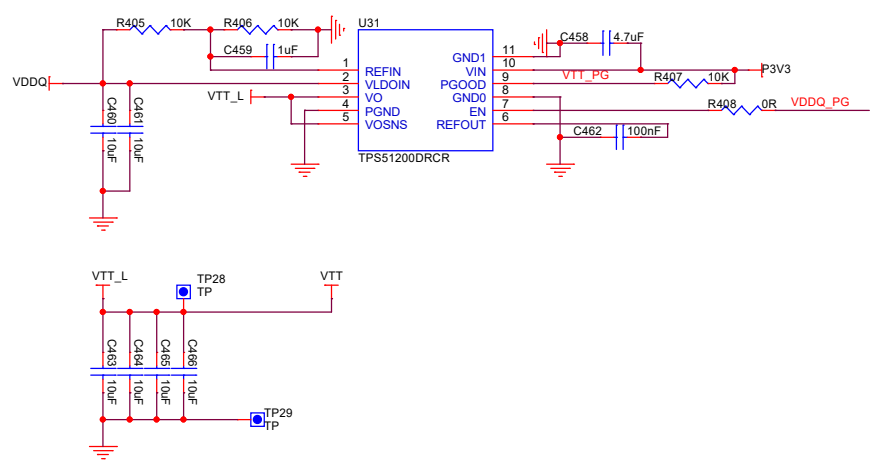 R405 10K R406 10K U31 C458 4.7uF
C459 1uF
GND1 11
1 REFIN VIN 10 P3V3
VDDQ 2 VLDOIN PGOOD 9 VTT_PG R407 10K
VTT_L 3 VO GND0 8
4 PGND EN 7 R408 0R VDDQ_PG
5 VOSNS REFOUT 6
C460 10uF
C461 10uF
C462 100nF
TPS51200DRCR
VTT_L TP28 VTT
TP
C463 10uF
C464 10uF
C465 10uF
C466 10uF
TP29
TP